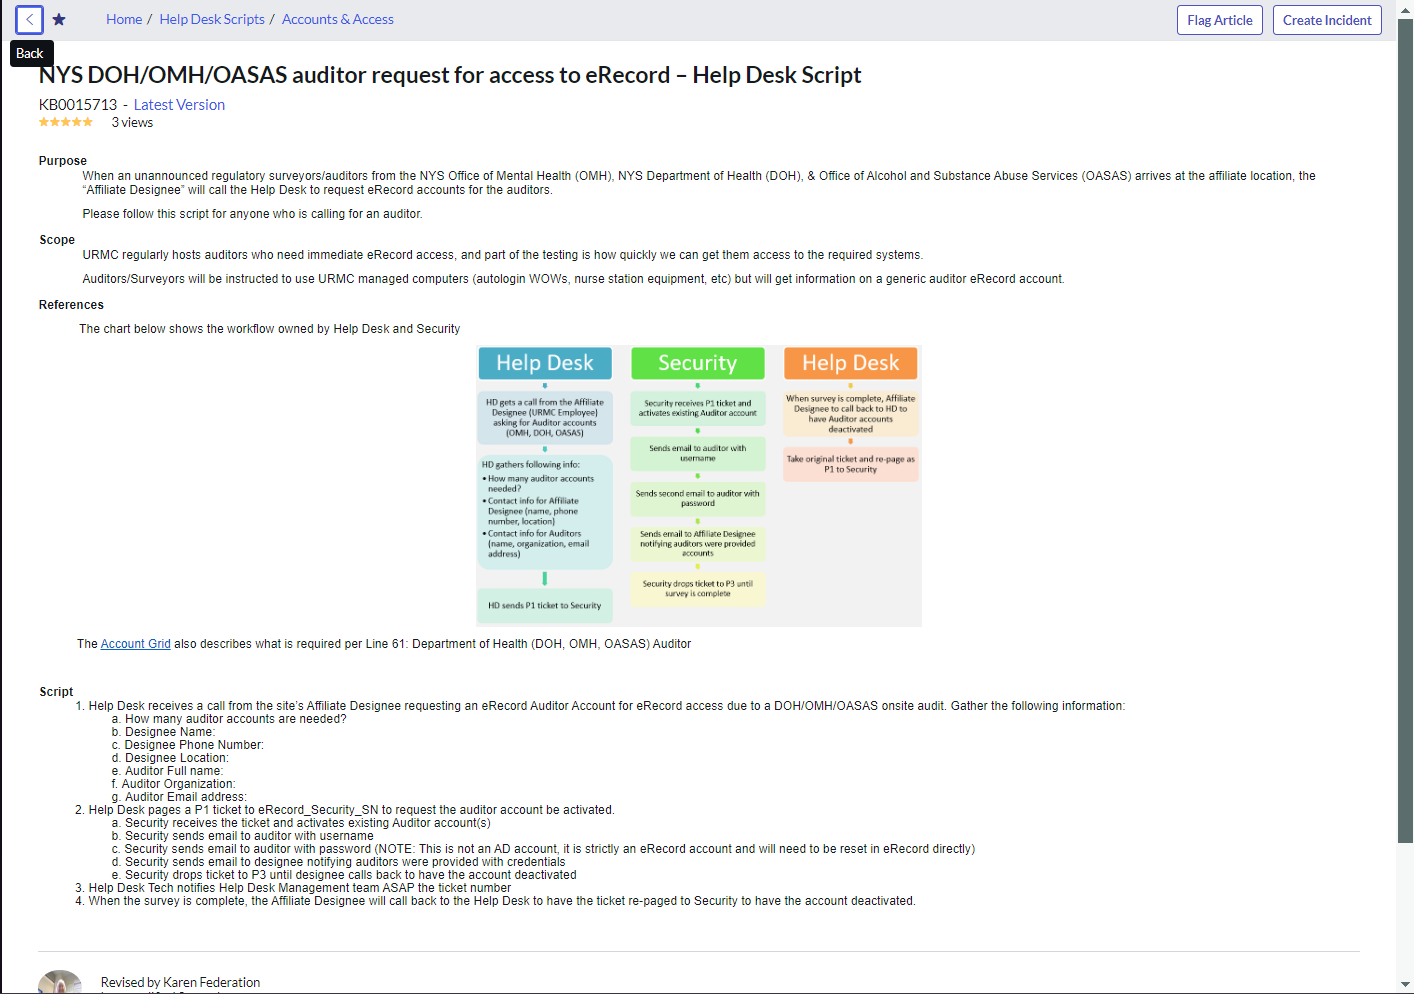 Home / Help Desk Scripts / Accounts & Access
Flag Article
Create Incident
Back
NYS DOH/OMH/OASAS auditor request for access to eRecord – Help Desk Script
KB0015713 - Latest Version
3 views
Purpose
When an unannounced regulatory surveyors/auditors from the NYS Office of Mental Health (OMH), NYS Department of Health (DOH), & Office of Alcohol and Substance Abuse Services (OASAS) arrives at the affiliate location, the
“Affiliate Designee” will call the Help Desk to request eRecord accounts for the auditors.
Please follow this script for anyone who is calling for an auditor.
Scope
URMC regularly hosts auditors who need immediate eRecord access, and part of the testing is how quickly we can get them access to the required systems.
Auditors/Surveyors will be instructed to use URMC managed computers (autologin WOWs, nurse station equipment, etc) but will get information on a generic auditor eRecord account.
References
The chart below shows the workflow owned by Help Desk and Security
Help Desk
HD gets a call from the Affiliate
Designee (URMC Employee)
asking for Auditor accounts
(OMH, DOH, OASAS)
HD gathers following info:
• How many auditor accounts
needed?
• Contact info for Affiliate
Designee (name, phone
number, location)
• Contact info for Auditors
(name, organization, email
address)
HD sends P1 ticket to Security
Security
Security receives P1 ticket and
activates existing Auditor account
Sends email to auditor with
username
Sends second email to auditor with
password
Sends email to Affiliate Designee
notifying auditors were provided
accounts
Security drops ticket to P3 until
survey is complete
Help Desk
When survey is complete, Affiliate
Designee to call back to HD to
have Auditor accounts
deactivated
Take original ticket and re-page as
P1 to Security
The Account Grid also describes what is required per Line 61: Department of Health (DOH, OMH, OASAS) Auditor
Script
1. Help Desk receives a call from the site’s Affiliate Designee requesting an eRecord Auditor Account for eRecord access due to a DOH/OMH/OASAS onsite audit. Gather the following information:
a. How many auditor accounts are needed?
b. Designee Name:
c. Designee Phone Number:
d. Designee Location:
e. Auditor Full name:
f. Auditor Organization:
g. Auditor Email address:
2. Help Desk pages a P1 ticket to eRecord_Security_SN to request the auditor account be activated.
a. Security receives the ticket and activates existing Auditor account(s)
b. Security sends email to auditor with username
c. Security sends email to auditor with password (NOTE: This is not an AD account, it is strictly an eRecord account and will need to be reset in eRecord directly)
d. Security sends email to designee notifying auditors were provided with credentials
e. Security drops ticket to P3 until designee calls back to have the account deactivated
3. Help Desk Tech notifies Help Desk Management team ASAP the ticket number
4. When the survey is complete, the Affiliate Designee will call back to the Help Desk to have the ticket re-paged to Security to have the account deactivated.
Revised by Karen Federation